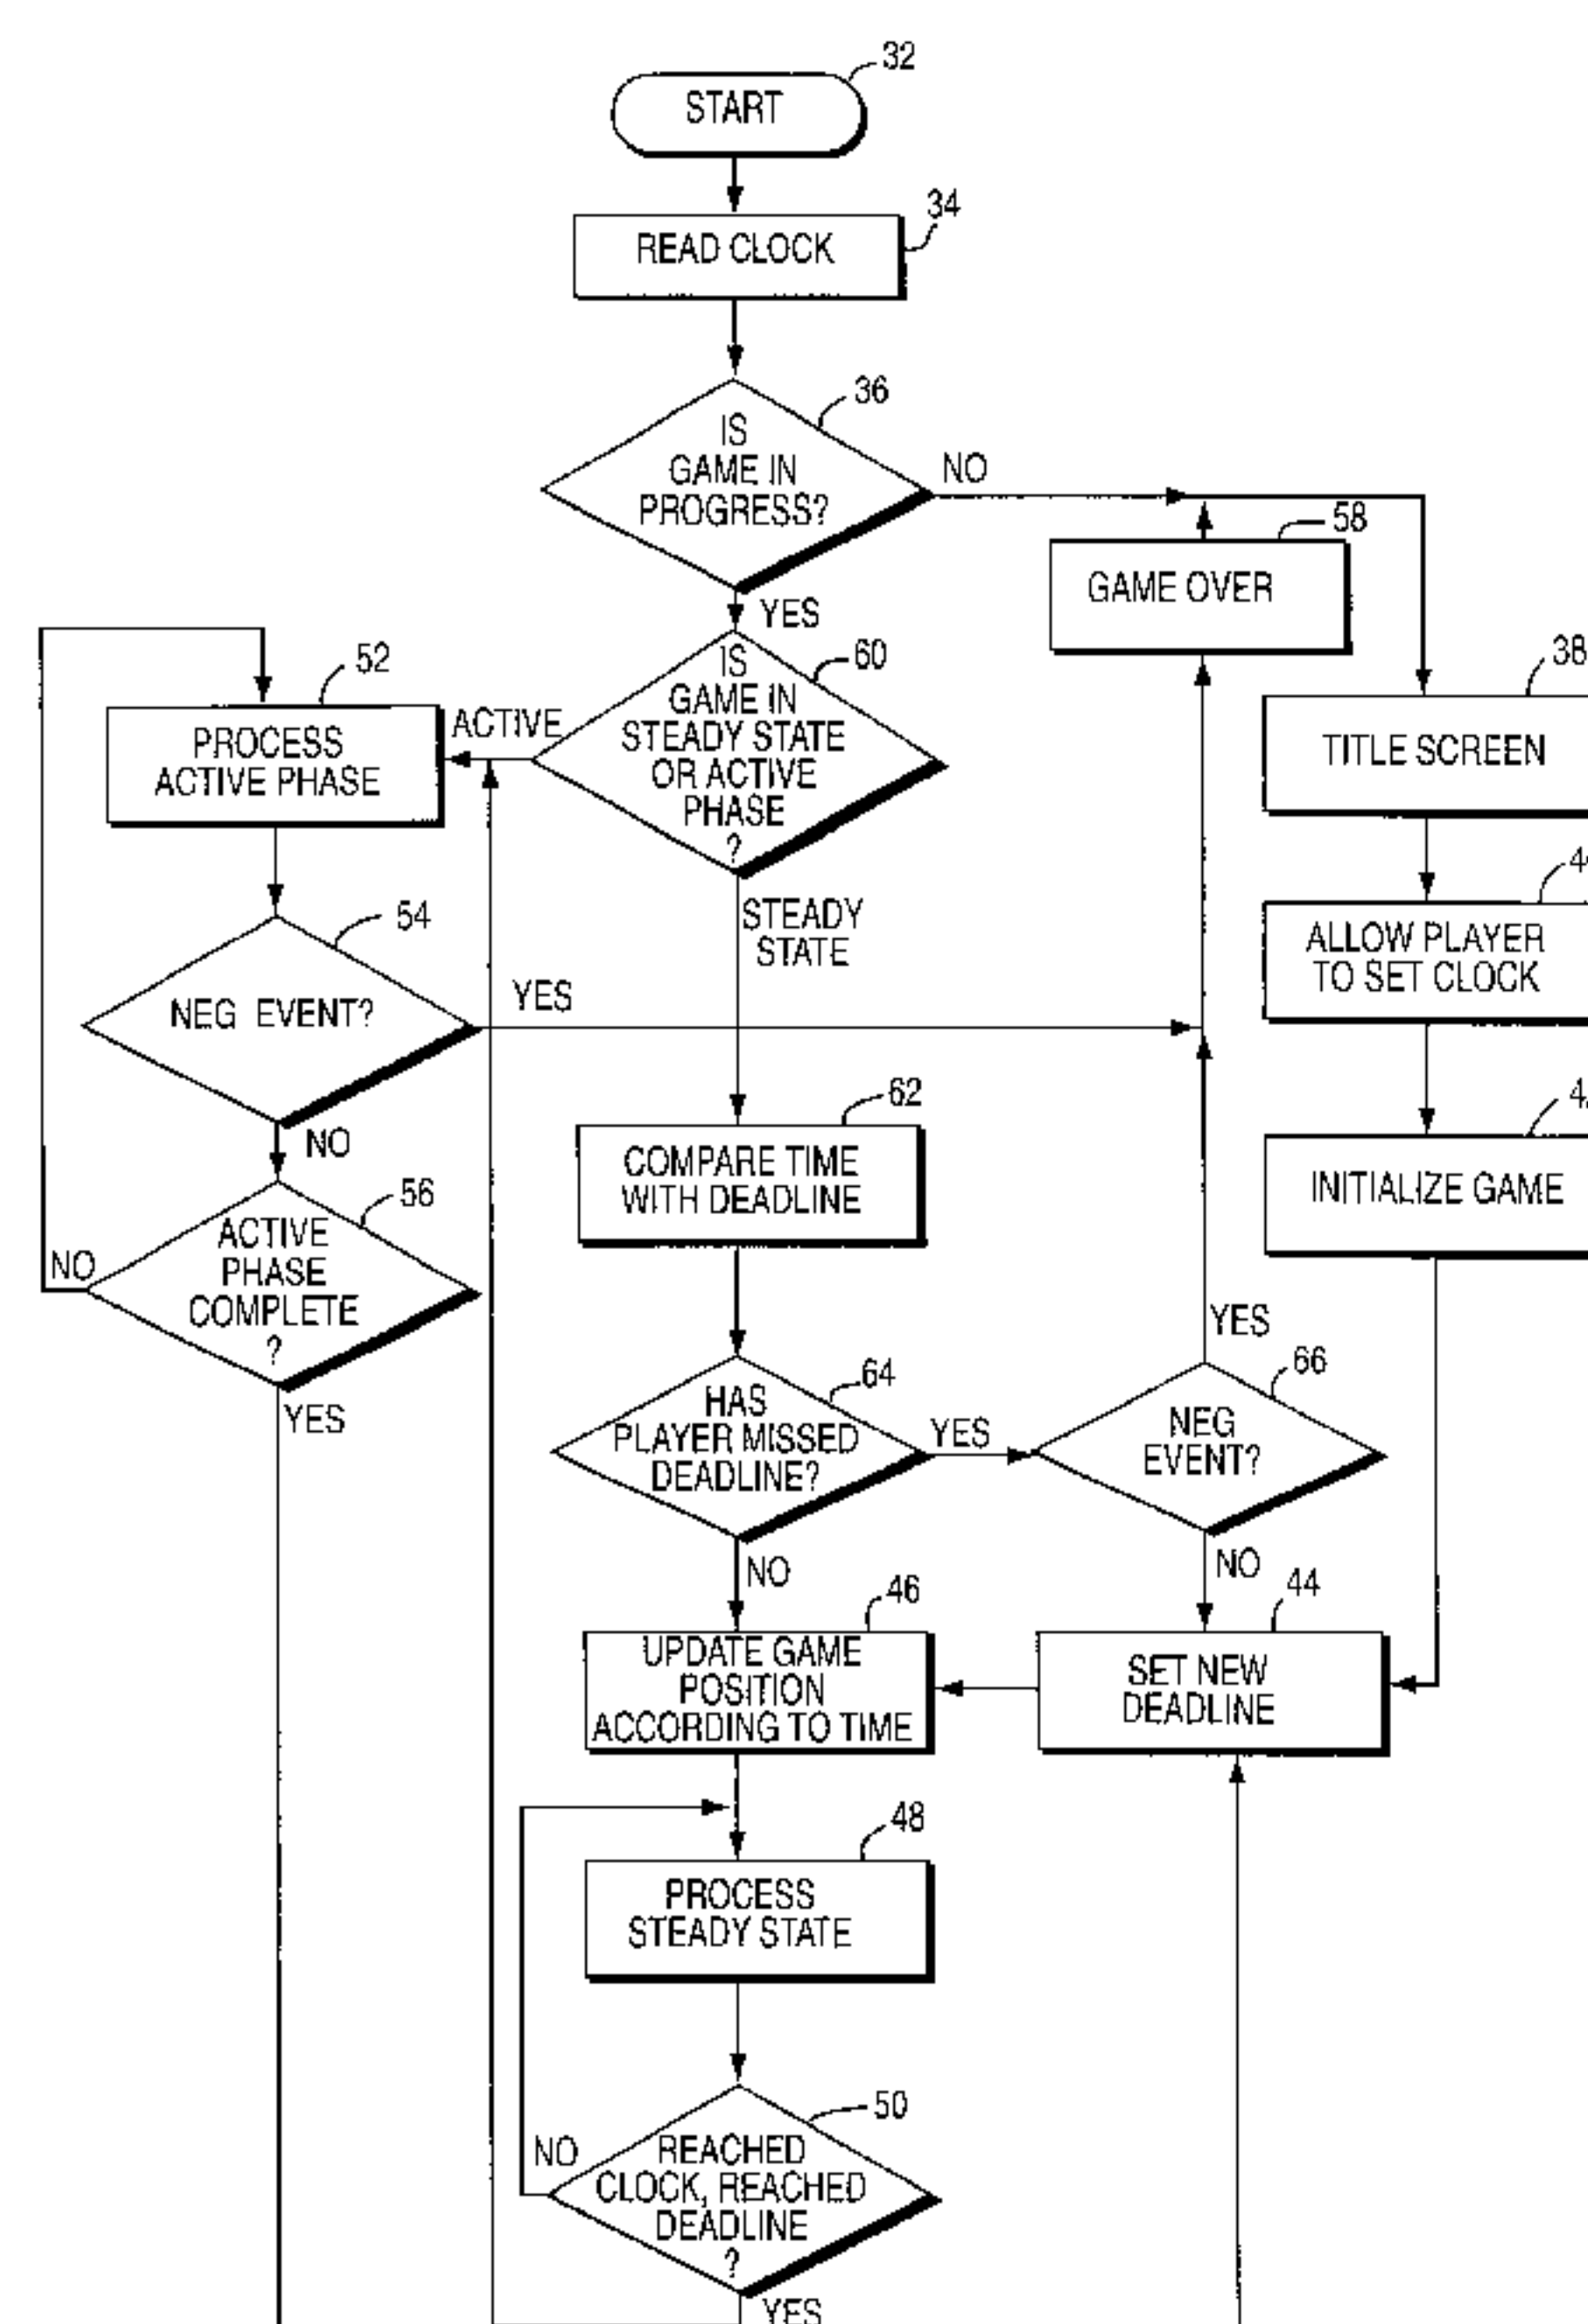 32
START
34
READ CLOCK
36
IS
GAME IN
PROGRESS?
NO
58
GAME OVER
YES
60
IS
GAME IN
STEADY STATE
OR ACTIVE
PHASE
?
52
PROCESS
ACTIVE PHASE
ACTIVE
38
TITLE SCREEN
STEADY
STATE
54
NEG EVENT?
YES
ALLOW PLAYER
TO SET CLOCK
NO
62
COMPARE TIME
WITH DEADLINE
INITIALIZE GAME
56
ACTIVE
PHASE
COMPLETE
?
NO
YES
64
HAS
PLAYER MISSED
DEADLINE?
YES
YES
66
NEG
EVENT?
NO
NO
46
UPDATE GAME
POSITION
ACCORDING TO TIME
44
SET NEW
DEADLINE
48
PROCESS
STEADY STATE
50
NO
REACHED
CLOCK, REACHED
DEADLINE
?
YES